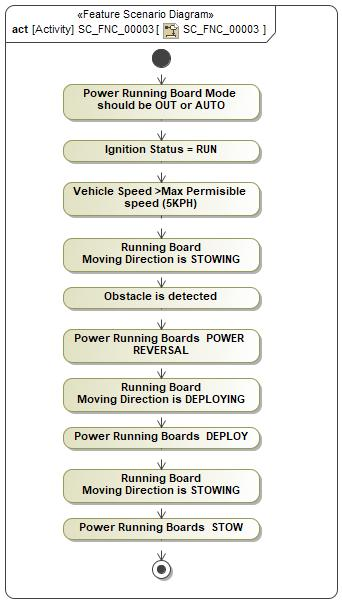 «Feature Scenario Diagram»
act [Activity] SC_FNC_00003 [ SC_FNC_00003 ]
Power Running Board Mode
should be OUT or AUTO
Ignition Status = RUN
Vehicle Speed >Max Permisible
speed (5KPH)
Running Board
Moving Direction is STOWING
Obstacle is detected
Power Running Boards POWER
REVERSAL
Running Board
Moving Direction is DEPLOYING
Power Running Boards DEPLOY
Running Board
Moving Direction is STOWING
Power Running Boards STOW